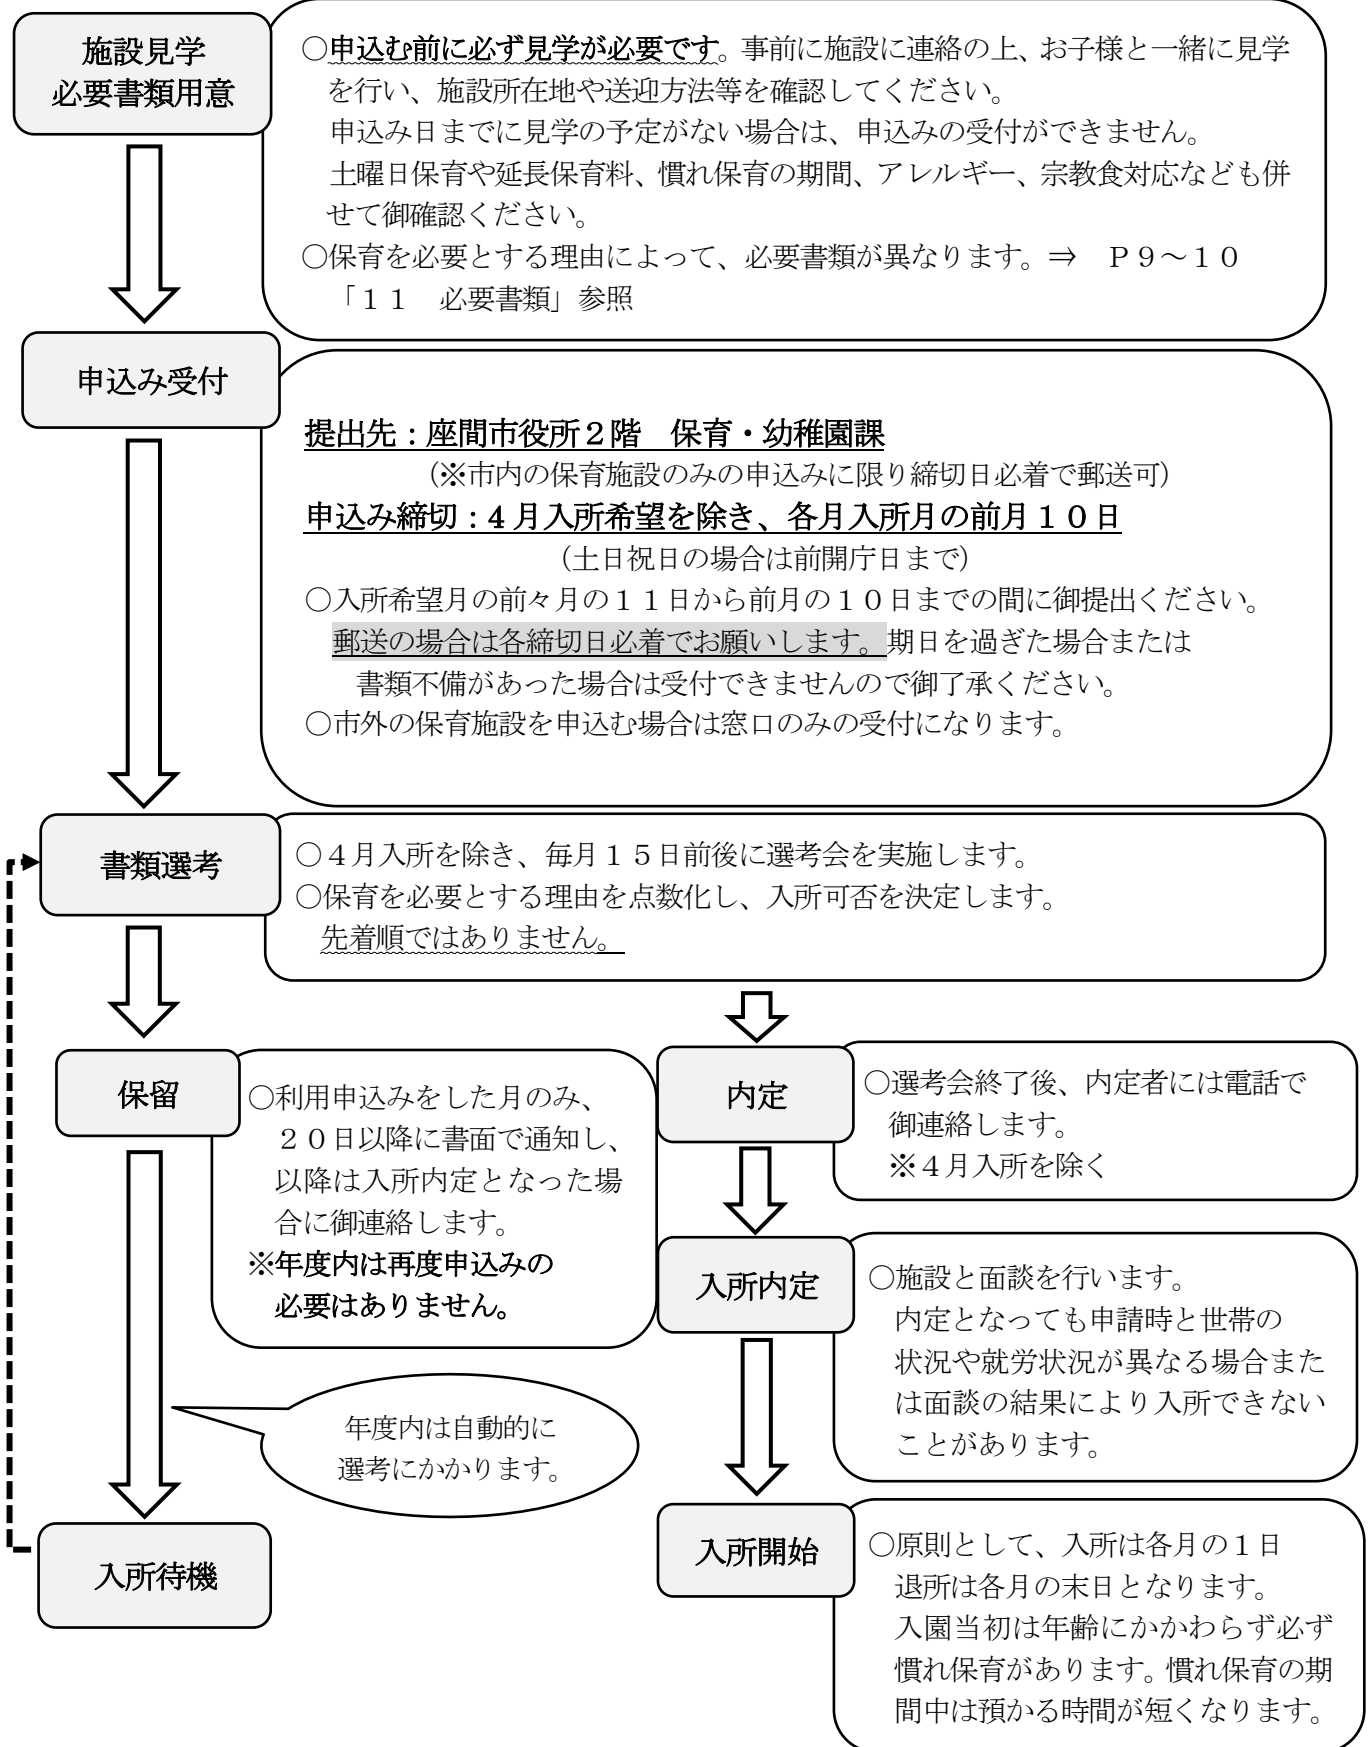 施設見学
必要書類用意
○申込む前に必ず見学が必要です。事前に施設に連絡の上、お子様と一緒に見学
を行い、施設所在地や送迎方法等を確認してください。
申込み日までに見学の予定がない場合は、申込みの受付ができません。
土曜日保育や延長保育料、慣れ保育の期間、アレルギー、宗教食対応なども併
せて御確認ください。
○保育を必要とする理由によって、必要書類が異なります。⇒　Ｐ９～１０
「１１　必要書類」参照
申込み受付
提出先：座間市役所２階　保育・幼稚園課
（※市内の保育施設のみの申込みに限り締切日必着で郵送可）
申込み締切：４月入所希望を除き、各月入所月の前月１０日
（土日祝日の場合は前開庁日まで）
○入所希望月の前々月の１１日から前月の１０日までの間に御提出ください。
郵送の場合は各締切日必着でお願いします。期日を過ぎた場合または
書類不備があった場合は受付できませんので御了承ください。
○市外の保育施設を申込む場合は窓口のみの受付になります。
書類選考
○４月入所を除き、毎月１５日前後に選考会を実施します。
○保育を必要とする理由を点数化し、入所可否を決定します。
先着順ではありません。
保留
○利用申込みをした月のみ、
２０日以降に書面で通知し、
以降は入所内定となった場
合に御連絡します。
※年度内は再度申込みの
必要はありません。
年度内は自動的に
選考にかかります。
入所待機
内定
○選考会終了後、内定者には電話で
御連絡します。
※４月入所を除く
入所内定
○施設と面談を行います。
内定となっても申請時と世帯の
状況や就労状況が異なる場合また
は面談の結果により入所できない
ことがあります。
入所開始
○原則として、入所は各月の１日
退所は各月の末日となります。
入園当初は年齢にかかわらず必ず
慣れ保育があります。慣れ保育の期
間中は預かる時間が短くなります。